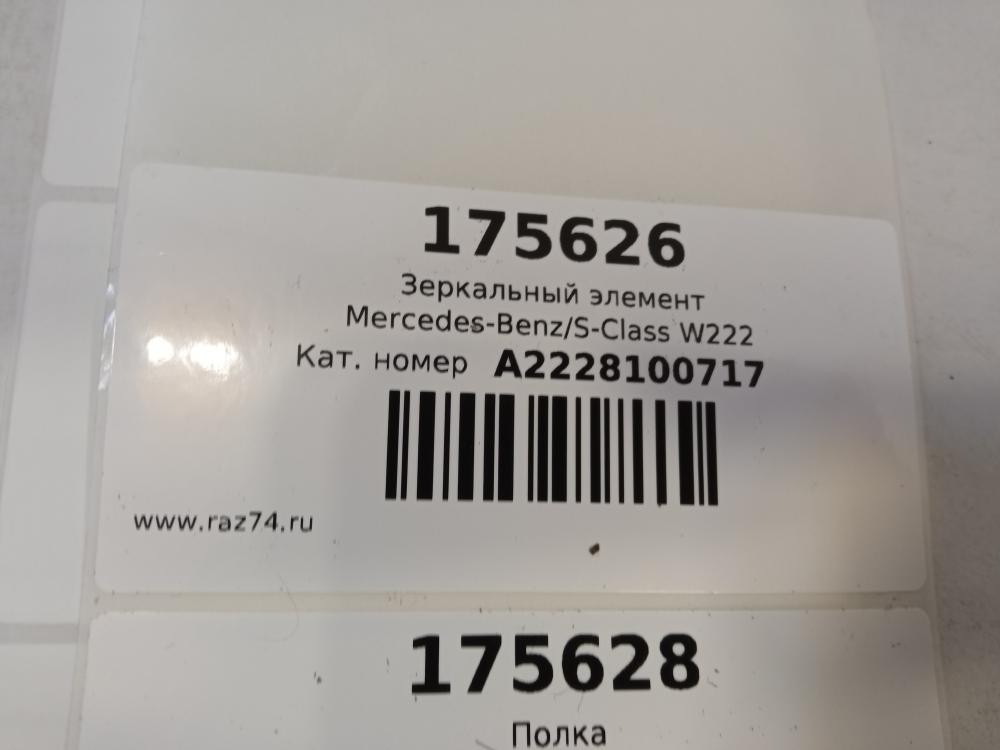 175626
Зеркальный элемент
Mercedes-Benz/S-Class W222
Кат. номер A2228100717
www.raz74.ru
175628
Полка